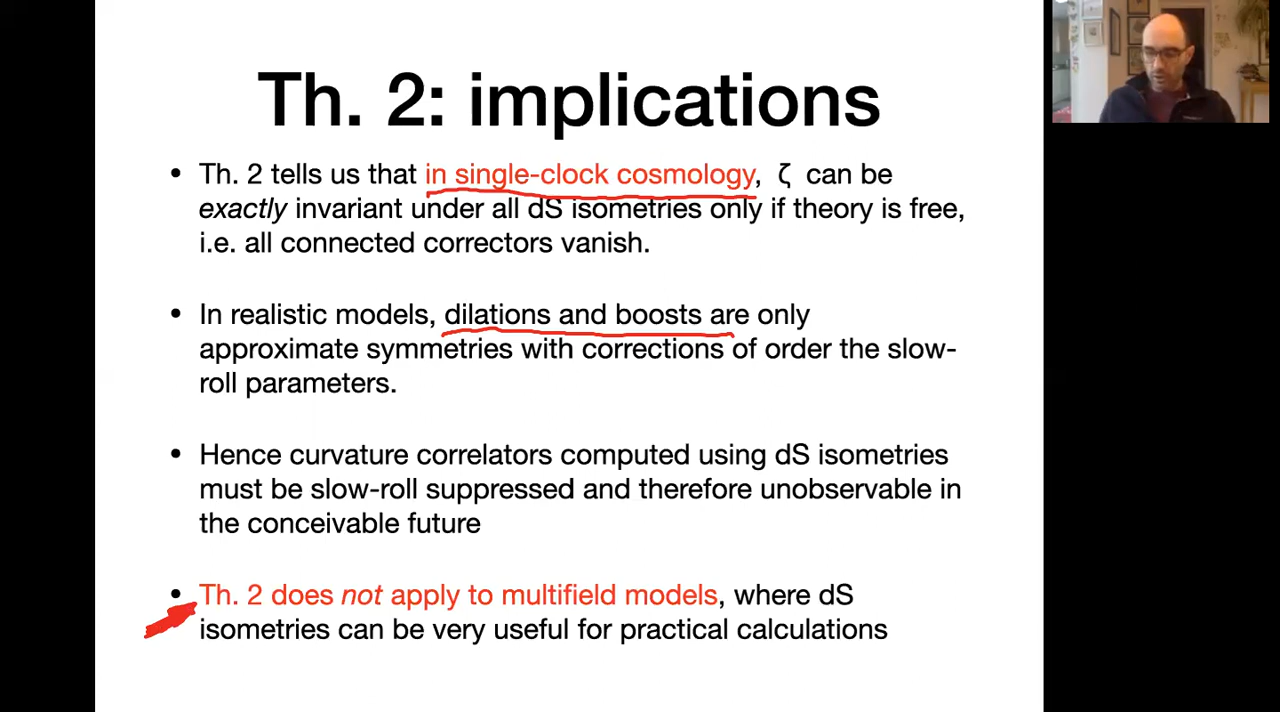 Th. 2: implications
• Th. 2 tells us that in single-clock cosmology, ζ can be
exactly invariant under all dS isometries only if theory is free,
i.e. all connected correctors vanish.
• In realistic models, dilations and boosts are only
approximate symmetries with corrections of order the slow-
roll parameters.
• Hence curvature correlators computed using dS isometries
must be slow-roll suppressed and therefore unobservable in
the conceivable future
• Th. 2 does not apply to multifield models, where dS
isometries can be very useful for practical calculations